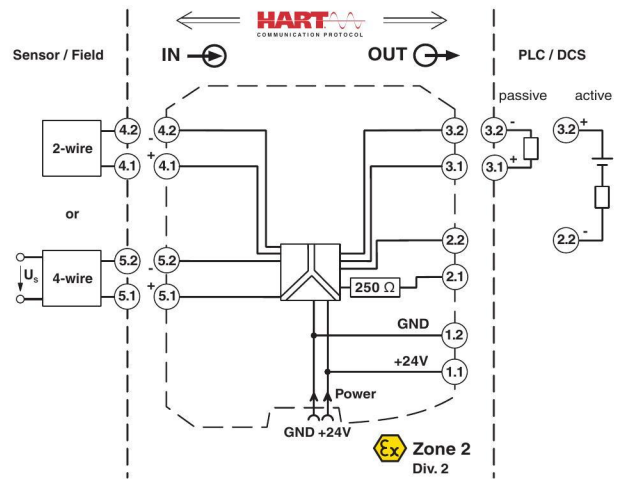 HART
COMMUNICATION PROTOCOL
Sensor / Field
IN
OUT
PLC / DCS
passive
active
4.2
4.2
-
3.2
3.2
-
3.2
+
2-wire
+
4.1
4.1
3.1
3.1
+
or
5.2
5.2
-
2.2
2.2
-
Us
4-wire
+
5.1
5.1
250 Ω
2.1
GND
1.2
+24V
1.1
Power
GND +24V
Ex
Zone 2
Div. 2